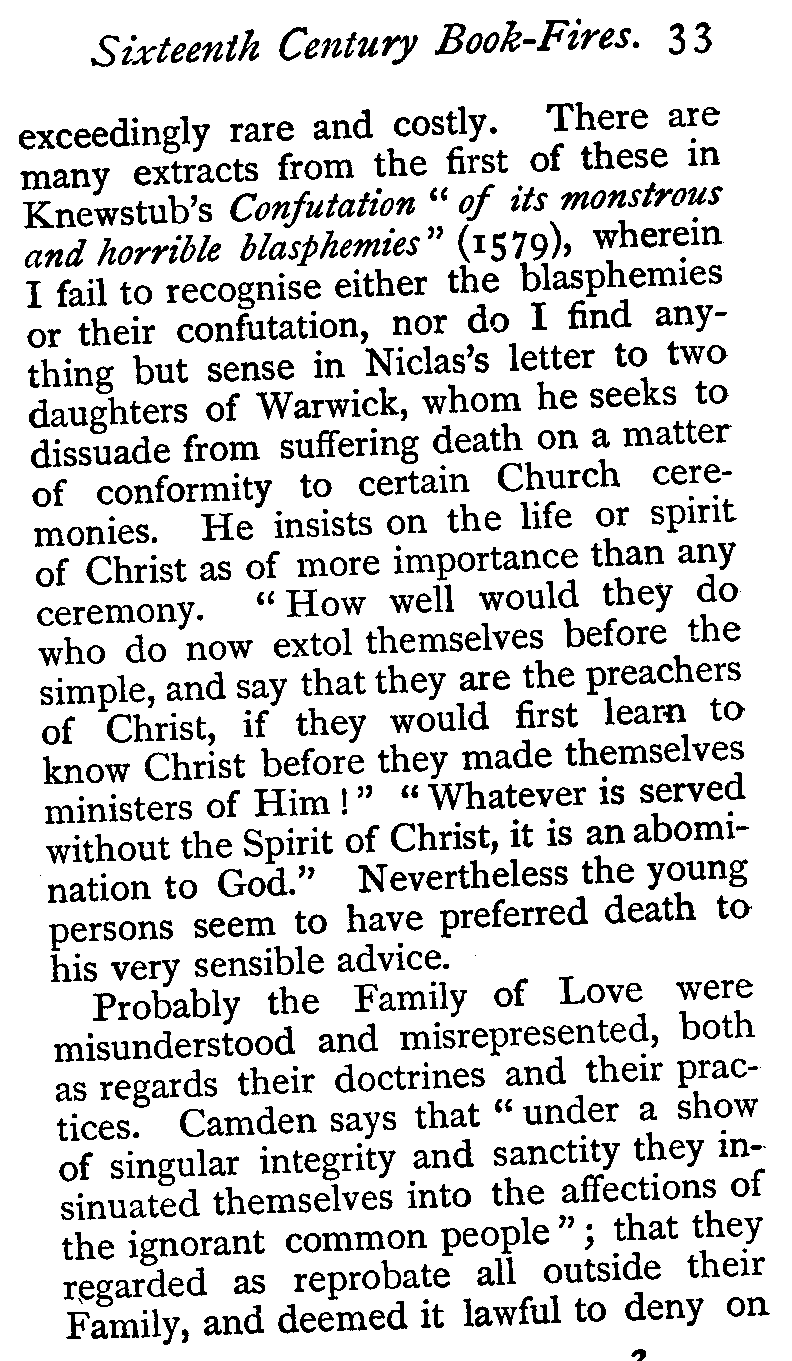 Sixteenth Century Book-Fires. 33
exceedingly rare and costly. There are
many extracts from the first of these in
Knewstub's Confutation “ of its monstrous
and horrible blasphemies” (1579), wherein
I fail to recognise either the blasphemies
or their confutation, nor do I find any-
thing but sense in Niclas's letter to two
daughters of Warwick, whom he seeks to
dissuade from suffering death on a matter
of conformity to certain Church cere-
monies. He insists on the life or spirit
of Christ as of more importance than any
ceremony. “ How well would they do
who do now extol themselves before the
simple, and say that they are the preachers
of Christ, if they would first learn to
know Christ before they made themselves
ministers of Him ! ” “ Whatever is served
without the Spirit of Christ, it is an abomi-
nation to God.” Nevertheless the young
persons seem to have preferred death to
his very sensible advice.
Probably the Family of Love were
misunderstood and misrepresented, both
as regards their doctrines and their prac-
tices. Camden says that “ under a show
of singular integrity and sanctity they in-
sinuated themselves into the affections of
the ignorant common people ” ; that they
regarded as reprobate all outside their
Family, and deemed it lawful to deny on